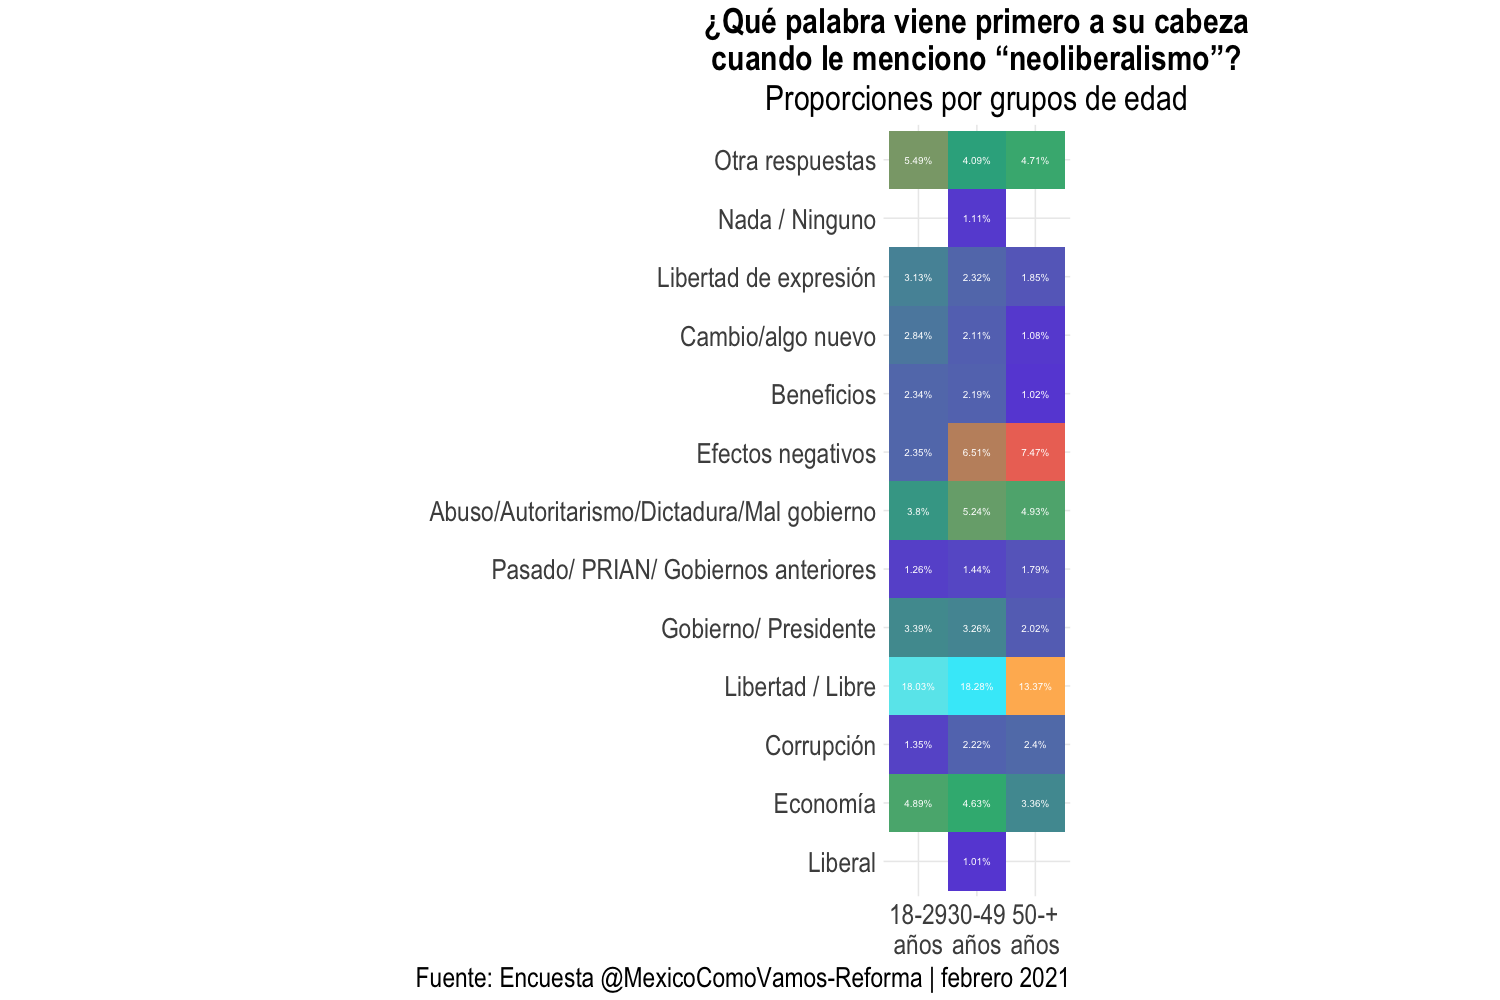 ¿Qué palabra viene primero a su cabeza
cuando le menciono “neoliberalismo”?
Proporciones por grupos de edad
Otra respuestas 5.49% 4.09% 4.71%
Nada / Ninguno 1.11%
Libertad de expresión 3.13% 2.32% 1.85%
Cambio/algo nuevo 2.84% 2.11% 1.08%
Beneficios 2.34% 2.19% 1.02%
Efectos negativos 2.35% 6.51% 7.47%
Abuso/Autoritarismo/Dictadura/Mal gobierno 3.8% 5.24% 4.93%
Pasado/ PRIAN/ Gobiernos anteriores 1.26% 1.44% 1.79%
Gobierno/ Presidente 3.39% 3.26% 2.02%
Libertad / Libre 18.03% 18.28% 13.37%
Corrupción 1.35% 2.22% 2.4%
Economía 4.89% 4.63% 3.36%
Liberal 1.01%
18-29 30-49 50-+
años años años
Fuente: Encuesta @MexicoComoVamos-Reforma | febrero 2021